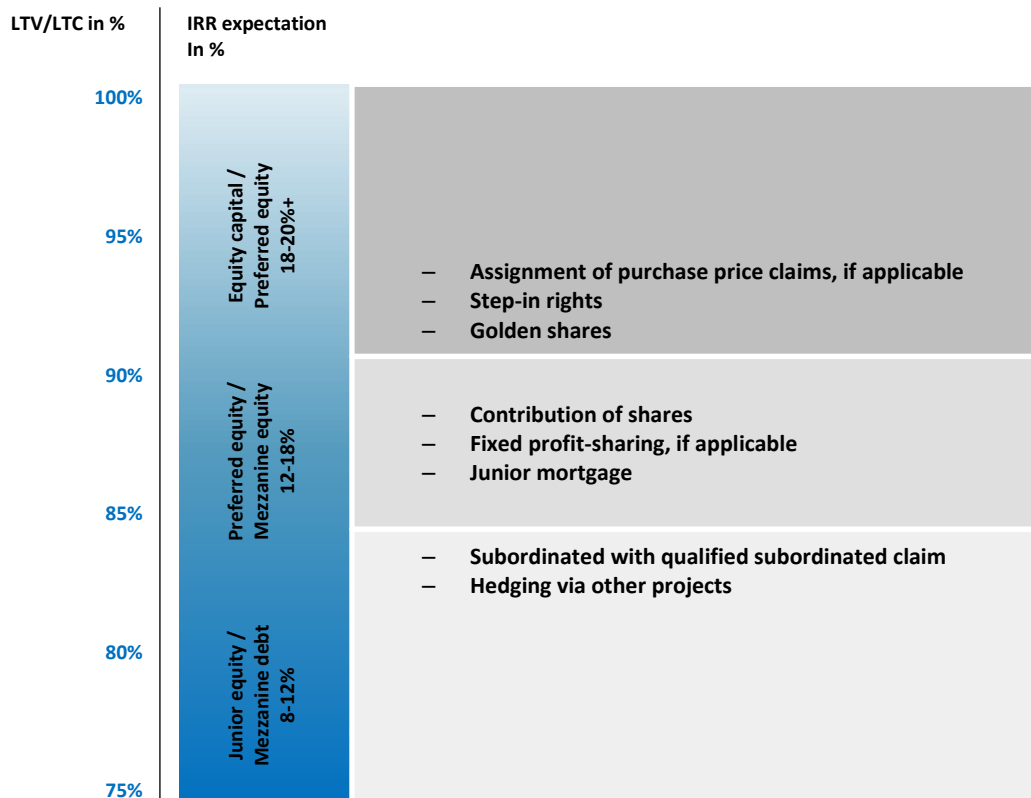 LTV/LTC in %
IRR expectation
In %
100%
95%
90%
85%
80%
75%
Equity capital /
Preferred equity
18-20%+
Preferred equity /
Mezzanine equity
12-18%
Junior equity /
Mezzanine debt
8-12%
– Assignment of purchase price claims, if applicable
– Step-in rights
– Golden shares
– Contribution of shares
– Fixed profit-sharing, if applicable
– Junior mortgage
– Subordinated with qualified subordinated claim
– Hedging via other projects